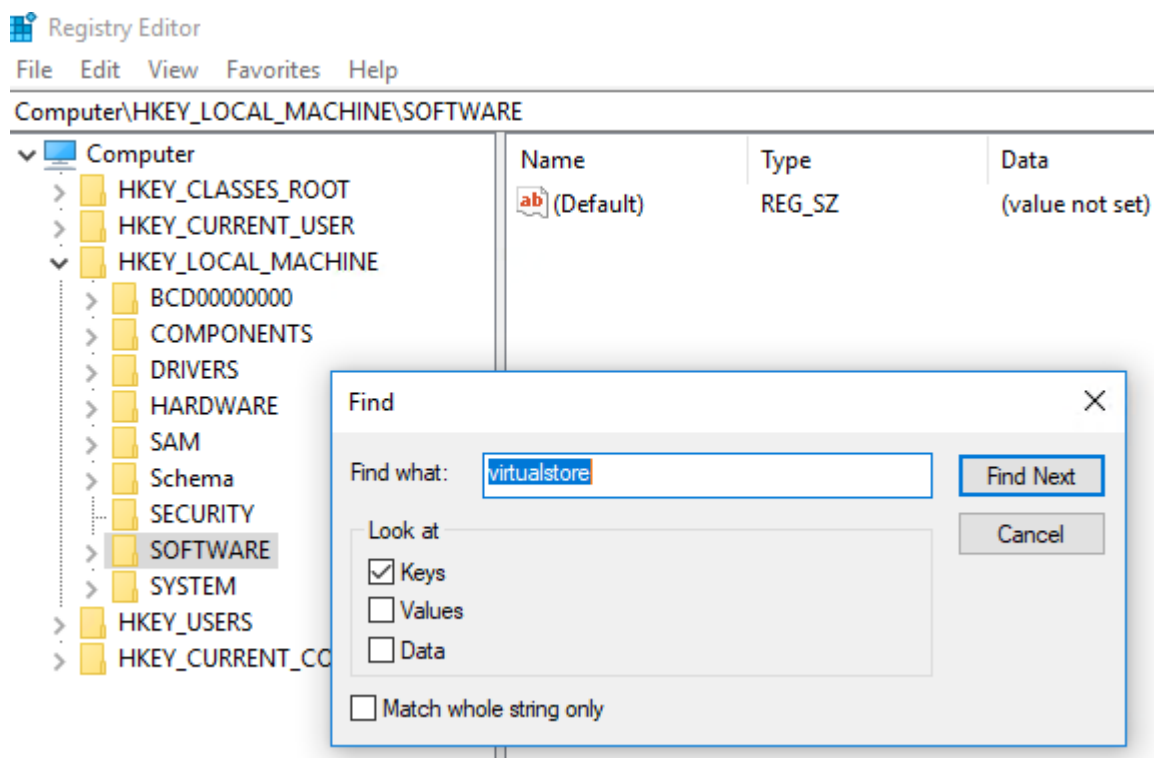 Registry Editor
File Edit View Favorites Help
Computer\HKEY_LOCAL_MACHINE\SOFTWARE
Computer
HKEY_CLASSES_ROOT
HKEY_CURRENT_USER
HKEY_LOCAL_MACHINE
BCD00000000
COMPONENTS
DRIVERS
HARDWARE
SAM
Schema
SECURITY
SOFTWARE
SYSTEM
HKEY_USERS
HKEY_CURRENT_CO
Name Type Data
ab (Default) REG_SZ (value not set)
Find
Find what: virtualstore Find Next
Look at Cancel
Keys
Values
Data
Match whole string only